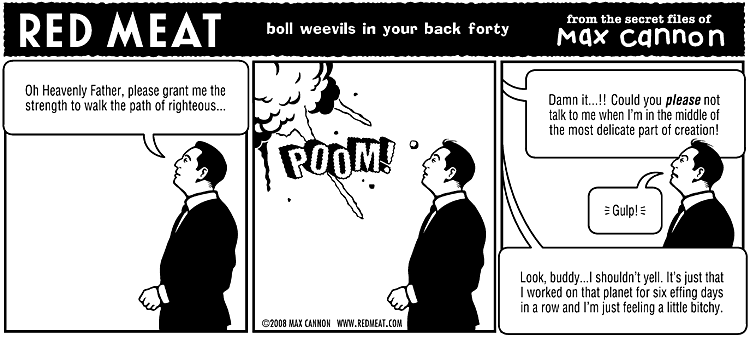 RED MEAT
boll weevils in your back forty
from the secret files of
max cannon
Oh Heavenly Father, please grant me the
strength to walk the path of righteous...
POOM!
©2008 MAX CANNON WWW.REDMEAT.COM
Damn it...!! Could you please not
talk to me when I'm in the middle of
the most delicate part of creation!
Gulp!
Look, buddy...I shouldn't yell. It's just that
I worked on that planet for six effing days
in a row and I'm just feeling a little bitchy.